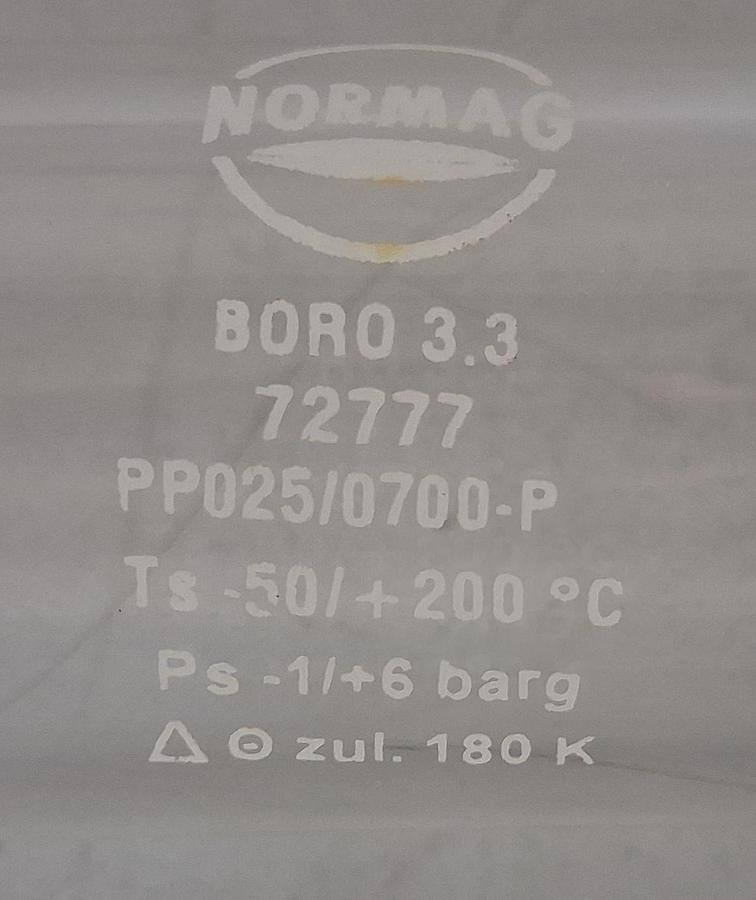 NORMAG
BORO 3.3
72777
PP025/0700-P
Ts -50/+200 °C
Ps -1/+6 barg
Δ Θ zul. 180 K